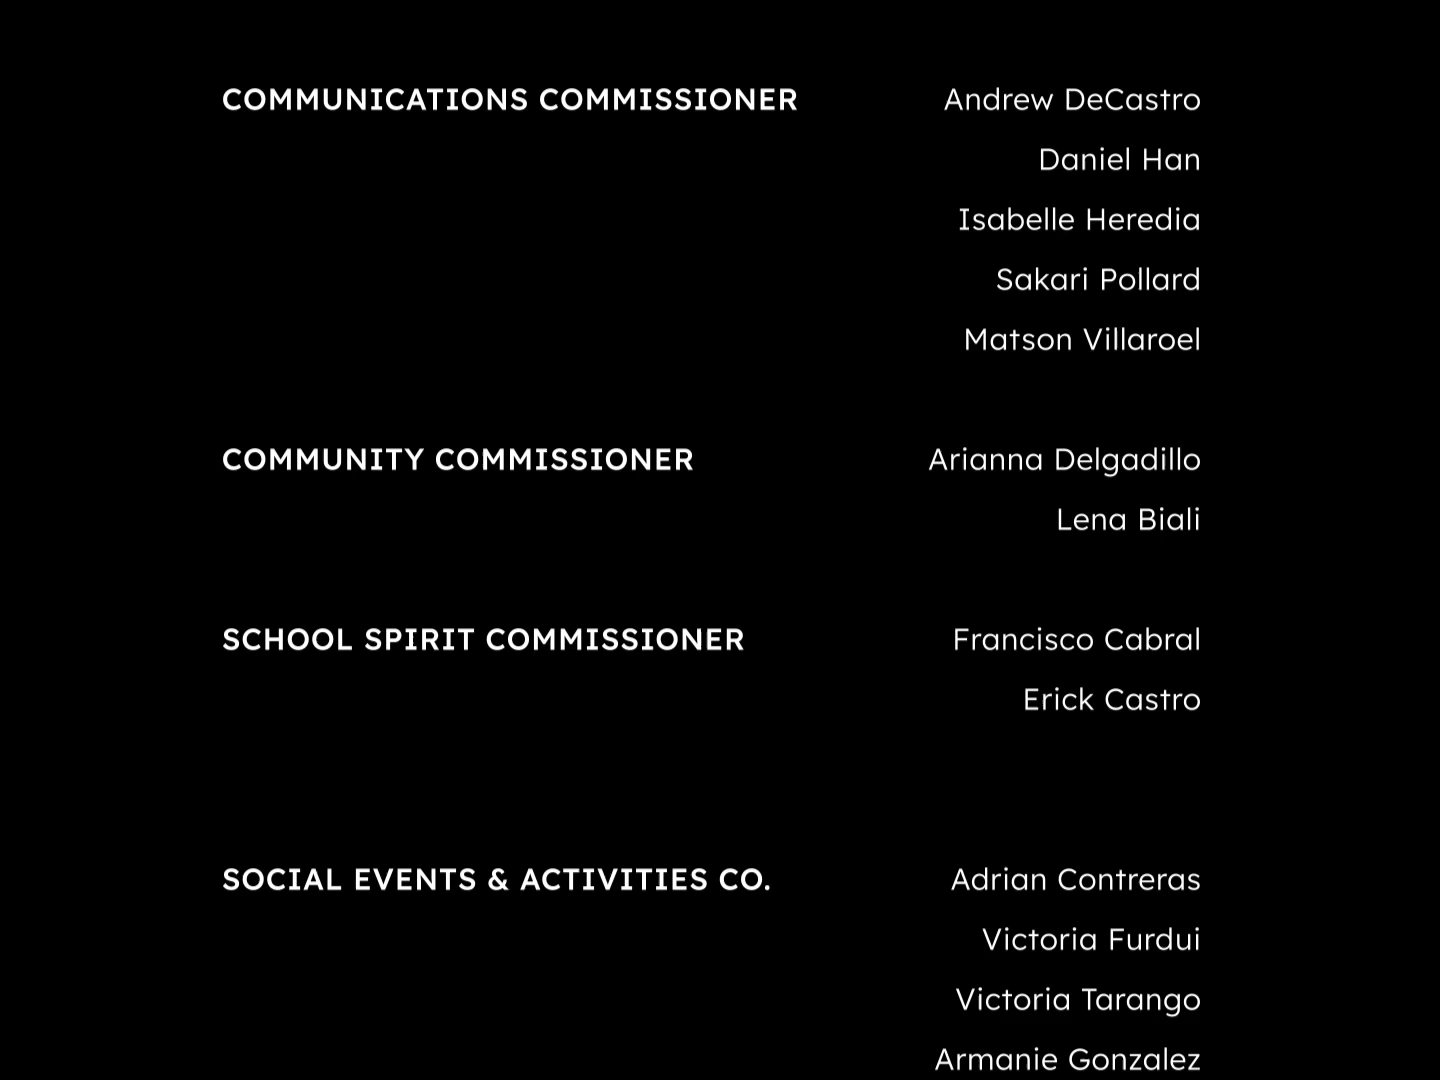 COMMUNICATIONS COMMISSIONER Andrew DeCastro
Daniel Han
Isabelle Heredia
Sakari Pollard
Matson Villaroel
COMMUNITY COMMISSIONER Arianna Delgadillo
Lena Biali
SCHOOL SPIRIT COMMISSIONER Francisco Cabral
Erick Castro
SOCIAL EVENTS & ACTIVITIES CO. Adrian Contreras
Victoria Furdui
Victoria Tarango
Armanie Gonzalez